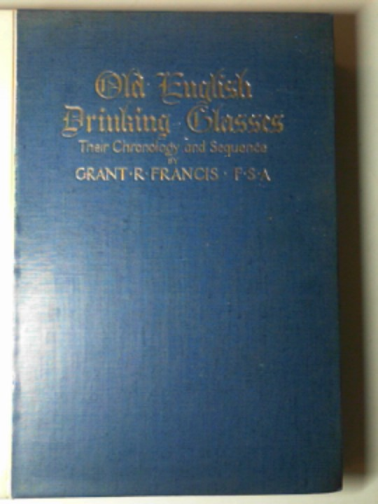 Old English
Drinking · Glasses
Their Chronology and Sequence
BY
GRANT · R · FRANCIS · F · S · A